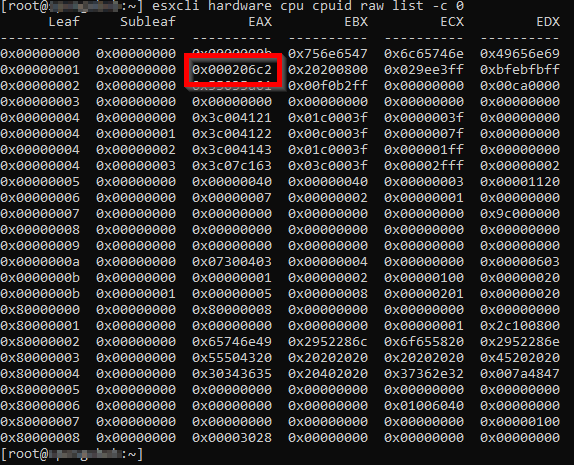 [root@ :~] esxcli hardware cpu cpuid raw list -c 0
Leaf Subleaf EAX EBX ECX EDX
---------- ---------- ---------- ---------- ---------- ----------
0x00000000 0x00000000 0x0000000b 0x756e6547 0x6c65746e 0x49656e69
0x00000001 0x00000000 0x000206c2 0x20200800 0x029ee3ff 0xbfebfbff
0x00000002 0x00000000 0x00f0b2ff 0x00000000 0x00ca0000
0x00000003 0x00000000 0x00000000 0x00000000 0x00000000 0x00000000
0x00000004 0x00000000 0x3c004121 0x01c0003f 0x0000003f 0x00000000
0x00000004 0x00000001 0x3c004122 0x00c0003f 0x0000007f 0x00000000
0x00000004 0x00000002 0x3c004143 0x01c0003f 0x000001ff 0x00000000
0x00000004 0x00000003 0x3c07c163 0x03c0003f 0x00002fff 0x00000002
0x00000005 0x00000000 0x00000040 0x00000040 0x00000003 0x00001120
0x00000006 0x00000000 0x00000007 0x00000002 0x00000001 0x00000000
0x00000007 0x00000000 0x00000000 0x00000000 0x00000000 0x9c000000
0x00000008 0x00000000 0x00000000 0x00000000 0x00000000 0x00000000
0x00000009 0x00000000 0x00000000 0x00000000 0x00000000 0x00000000
0x0000000a 0x00000000 0x07300403 0x00000004 0x00000000 0x00000603
0x0000000b 0x00000000 0x00000001 0x00000002 0x00000100 0x00000020
0x0000000b 0x00000001 0x00000005 0x00000008 0x00000201 0x00000020
0x80000000 0x00000000 0x80000008 0x00000000 0x00000000 0x00000000
0x80000001 0x00000000 0x00000000 0x00000000 0x00000001 0x2c100800
0x80000002 0x00000000 0x65746e49 0x2952286c 0x6f655820 0x2952286e
0x80000003 0x00000000 0x55504320 0x20202020 0x20202020 0x45202020
0x80000004 0x00000000 0x30343635 0x20402020 0x37362e32 0x007a4847
0x80000005 0x00000000 0x00000000 0x00000000 0x00000000 0x00000000
0x80000006 0x00000000 0x00000000 0x00000000 0x01006040 0x00000000
0x80000007 0x00000000 0x00000000 0x00000000 0x00000000 0x00000100
0x80000008 0x00000000 0x00003028 0x00000000 0x00000000 0x00000000
[root@ :~]